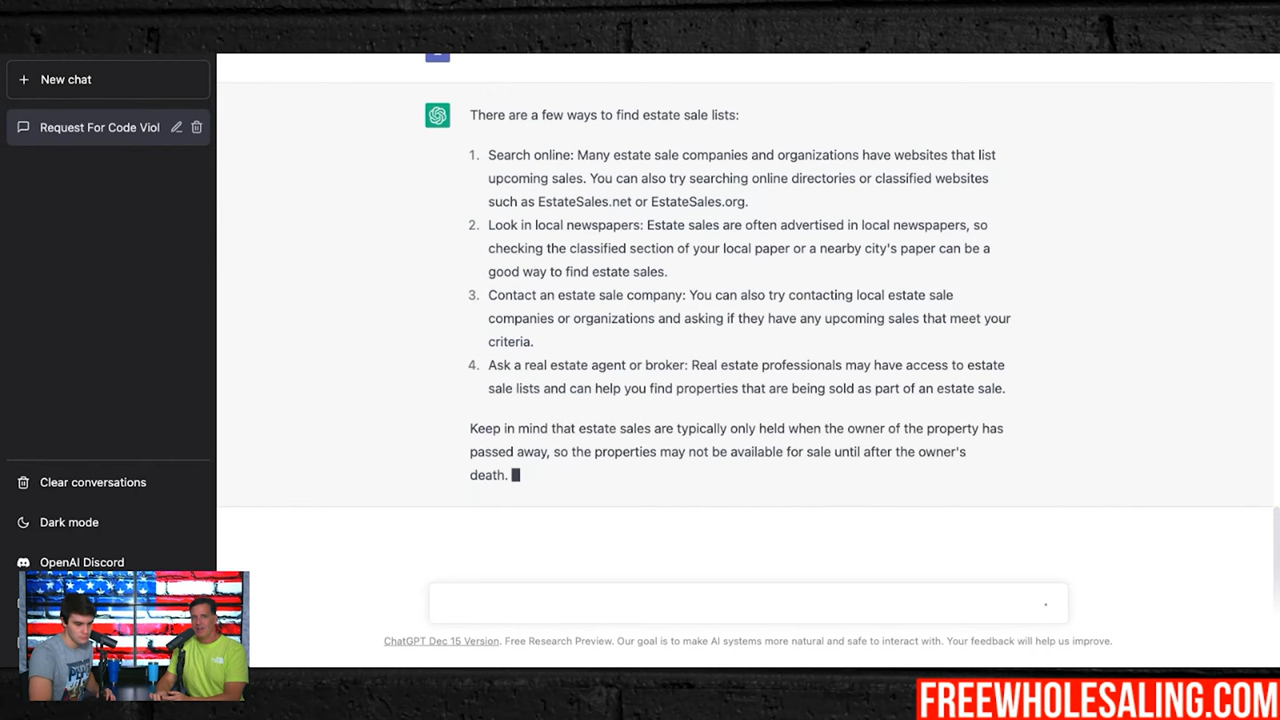 New chat
Request For Code Viol
There are a few ways to find estate sale lists:
1. Search online: Many estate sale companies and organizations have websites that list
upcoming sales. You can also try searching online directories or classified websites
such as EstateSales.net or EstateSales.org.
2. Look in local newspapers: Estate sales are often advertised in local newspapers, so
checking the classified section of your local paper or a nearby city's paper can be a
good way to find estate sales.
3. Contact an estate sale company: You can also try contacting local estate sale
companies or organizations and asking if they have any upcoming sales that meet your
criteria.
4. Ask a real estate agent or broker: Real estate professionals may have access to estate
sale lists and can help you find properties that are being sold as part of an estate sale.
Keep in mind that estate sales are typically only held when the owner of the property has
passed away, so the properties may not be available for sale until after the owner's
death.
Clear conversations
Dark mode
OpenAI Discord
ChatGPT Dec 15 Version. Free Research Preview. Our goal is to make AI systems more natural and safe to interact with. Your feedback will help us improve.
FREEWHOLESALING.COM